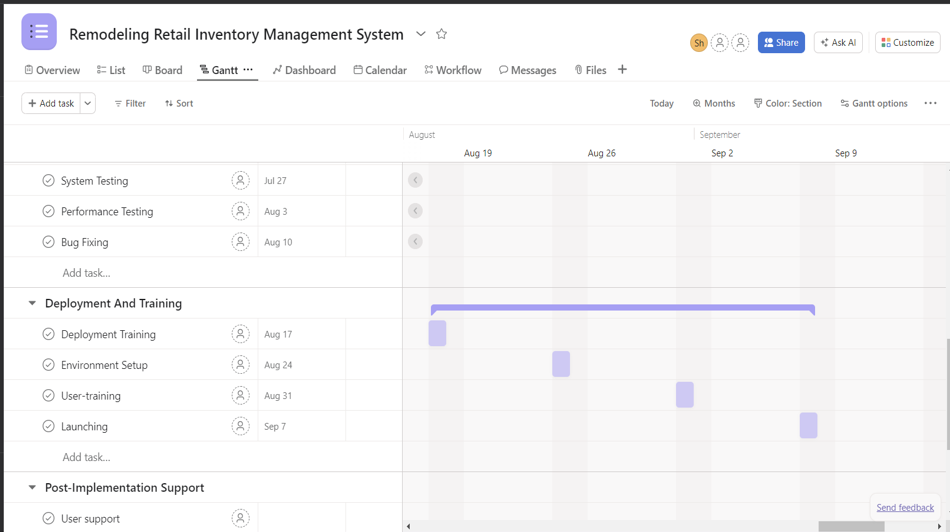 Remodeling Retail Inventory Management System
Sh
Share
Ask AI
Customize
Overview
List
Board
Gantt
Dashboard
Calendar
Workflow
Messages
Files
+ Add task
Filter
Sort
Today
Months
Color: Section
Gantt options
August
September
Aug 19
Aug 26
Sep 2
Sep 9
System Testing Jul 27
Performance Testing Aug 3
Bug Fixing Aug 10
Add task...
Deployment And Training
Deployment Training Aug 17
Environment Setup Aug 24
User-training Aug 31
Launching Sep 7
Add task...
Post-Implementation Support
User support
Send feedback